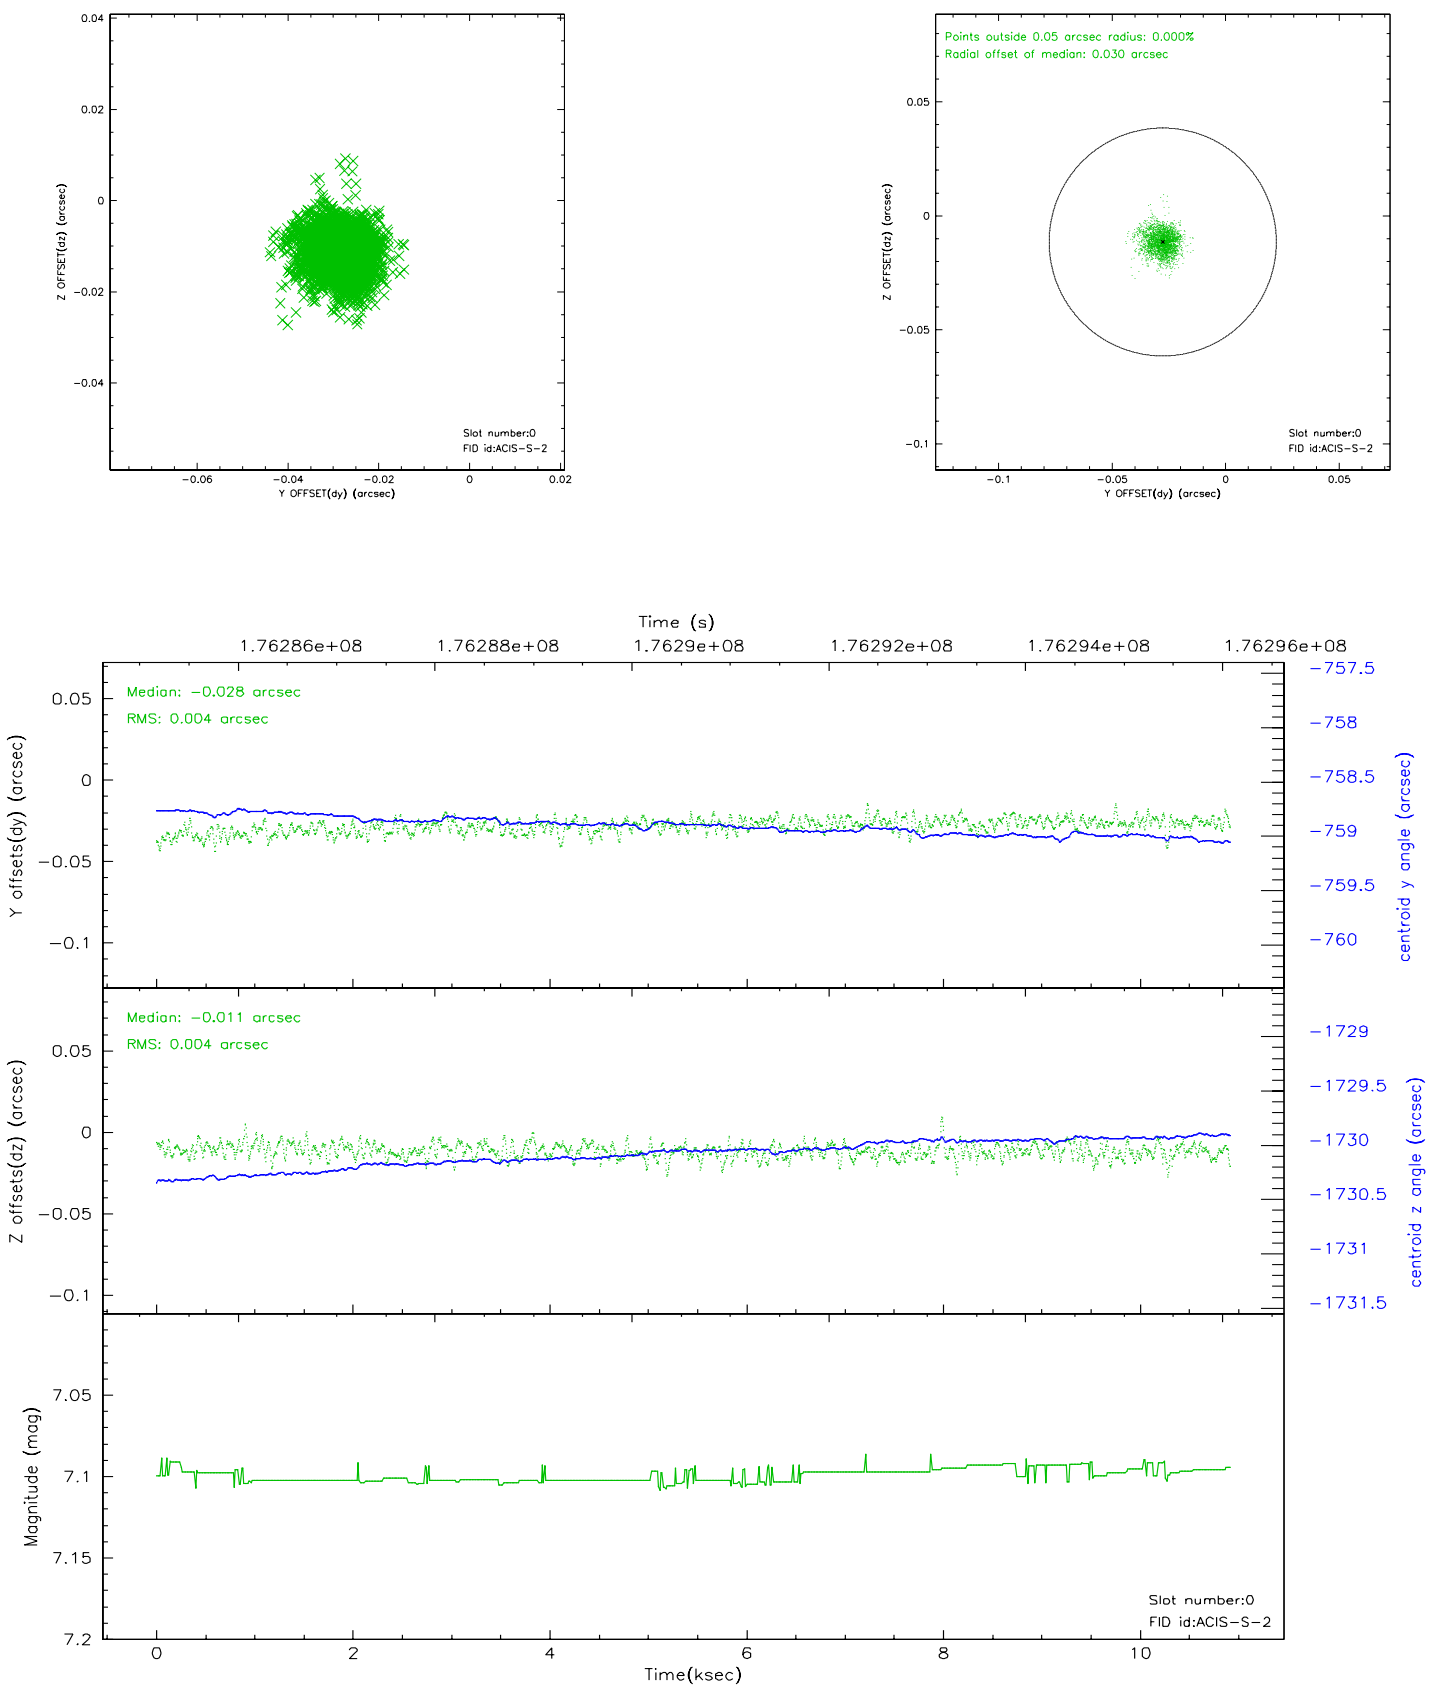 0.04
0.02
0
−0.02
−0.04
Z OFFSET(dz) (arcsec)
Slot number:0
FID id:ACIS−S−2
−0.06 −0.04 −0.02 0 0.02
Y OFFSET(dy) (arcsec)
Points outside 0.05 arcsec radius: 0.000%
Radial offset of median: 0.030 arcsec
0.05
0
−0.05
−0.1
Z OFFSET(dz) (arcsec)
Slot number:0
FID id:ACIS−S−2
−0.1 −0.05 0 0.05
Y OFFSET(dy) (arcsec)
Time (s)
1.76286e+08 1.76288e+08 1.7629e+08 1.76292e+08 1.76294e+08 1.76296e+08
Median: −0.028 arcsec
RMS: 0.004 arcsec
0.05
0
−0.05
−0.1
Y offsets(dy) (arcsec)
−757.5
−758
−758.5
−759
−759.5
−760
centroid y angle (arcsec)
Median: −0.011 arcsec
RMS: 0.004 arcsec
0.05
0
−0.05
−0.1
Z offsets(dz) (arcsec)
−1729
−1729.5
−1730
−1730.5
−1731
−1731.5
centroid z angle (arcsec)
7.05
7.1
7.15
7.2
Magnitude (mag)
Slot number:0
FID id:ACIS−S−2
0 2 4 6 8 10
Time(ksec)